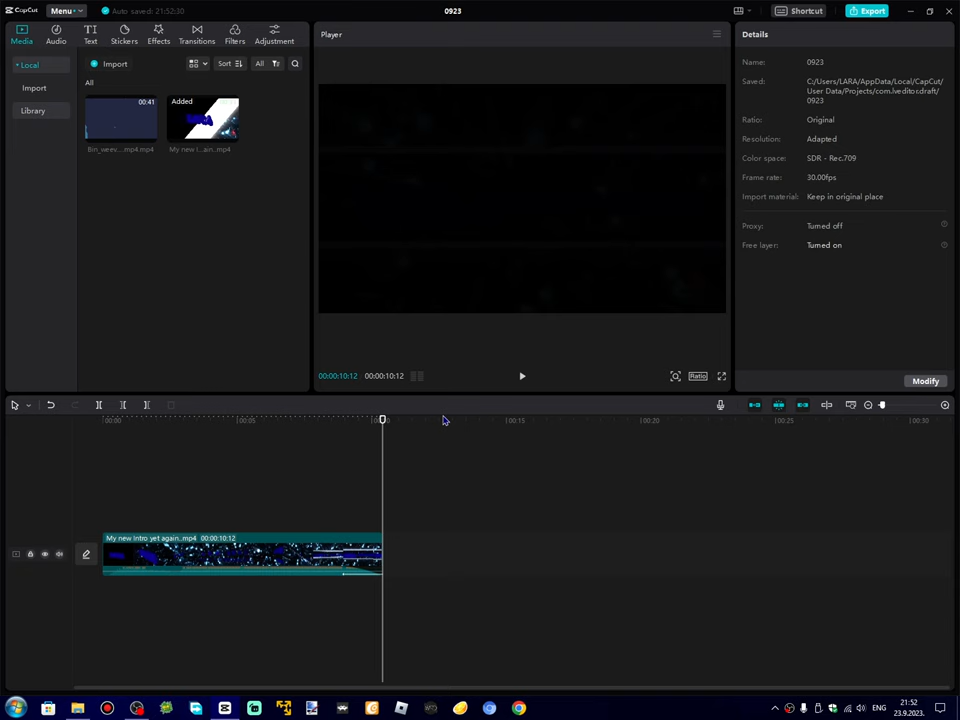 CapCut
Menu
Auto saved: 21:52:30
0923
Shortcut
Export
Media
Audio
Text
Stickers
Effects
Transitions
Filters
Adjustment
Local
Import
Library
Import
Sort
All
All
00:41
Bin_weev....mp4.mp4
Added
My new I...ain..mp4
Player
00:00:10:12
00:00:10:12
Ratio
Details
Name: 0923
Saved: C:/Users/LARA/AppData/Local/CapCut/
User Data/Projects/com.lveditor.draft/
0923
Ratio: Original
Resolution: Adapted
Color space: SDR - Rec.709
Frame rate: 30.00fps
Import material: Keep in original place
Proxy: Turned off
Free layer: Turned on
Modify
00:00
00:05
00:15
00:20
00:25
00:30
My new Intro yet again..mp4 00:00:10:12
ENG
21:52
23.9.2023.